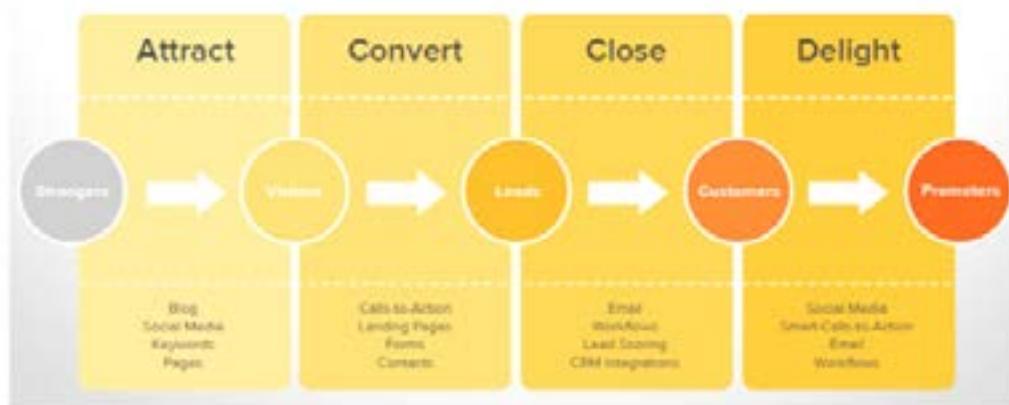 Attract
Convert
Close
Delight
Strangers
Visitors
Leads
Customers
Promoters
Blog
Social Media
Keywords
Pages
Calls-to-Action
Landing Pages
Forms
Contacts
Email
Workflows
Lead Scoring
CRM Integrations
Social Media
Smart Calls-to-Action
Email
Workflows